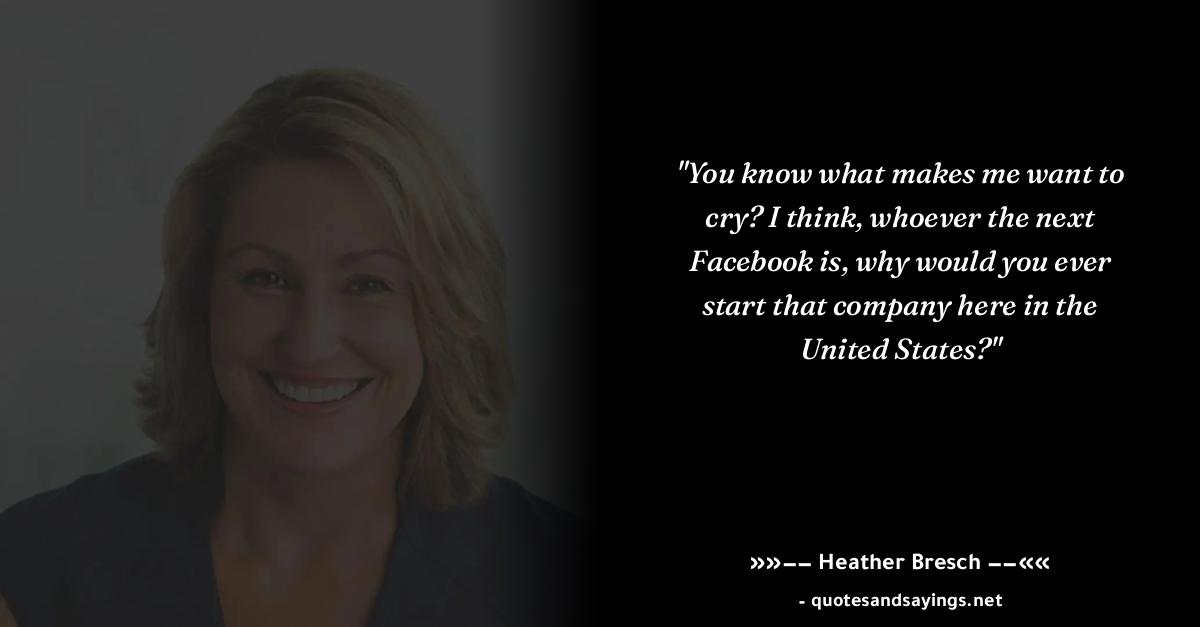 "You know what makes me want to
cry? I think, whoever the next
Facebook is, why would you ever
start that company here in the
United States?"
»»−− Heather Bresch −−««
- quotesandsayings.net